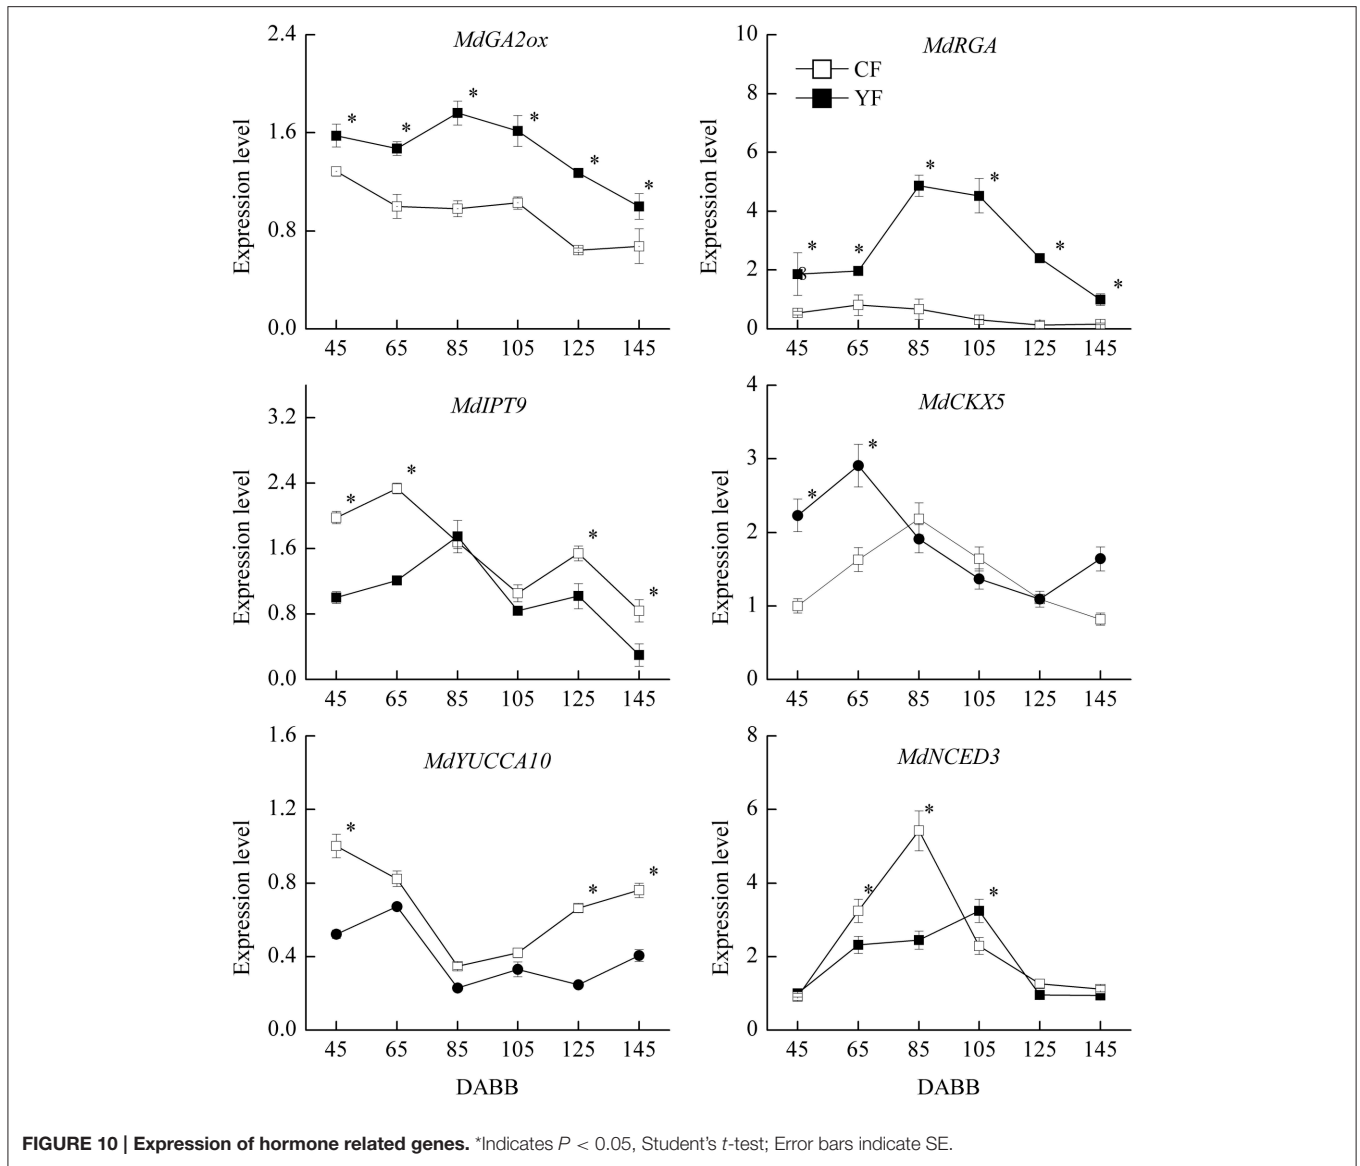 MdGA2ox
2.4
1.6
0.8
0.0
Expression level
* * * * * *
45 65 85 105 125 145
MdRGA
CF
YF
10
8
6
4
2
0
Expression level
* * * * * *
45 65 85 105 125 145
MdIPT9
3.2
2.4
1.6
0.8
0.0
Expression level
* * * *
45 65 85 105 125 145
MdCKX5
4
3
2
1
0
Expression level
* *
45 65 85 105 125 145
MdYUCCA10
1.6
1.2
0.8
0.4
0.0
Expression level
* * *
45 65 85 105 125 145
DABB
MdNCED3
8
6
4
2
0
Expression level
* * *
45 65 85 105 125 145
DABB
FIGURE 10 | Expression of hormone related genes. *Indicates P < 0.05, Student’s t-test; Error bars indicate SE.